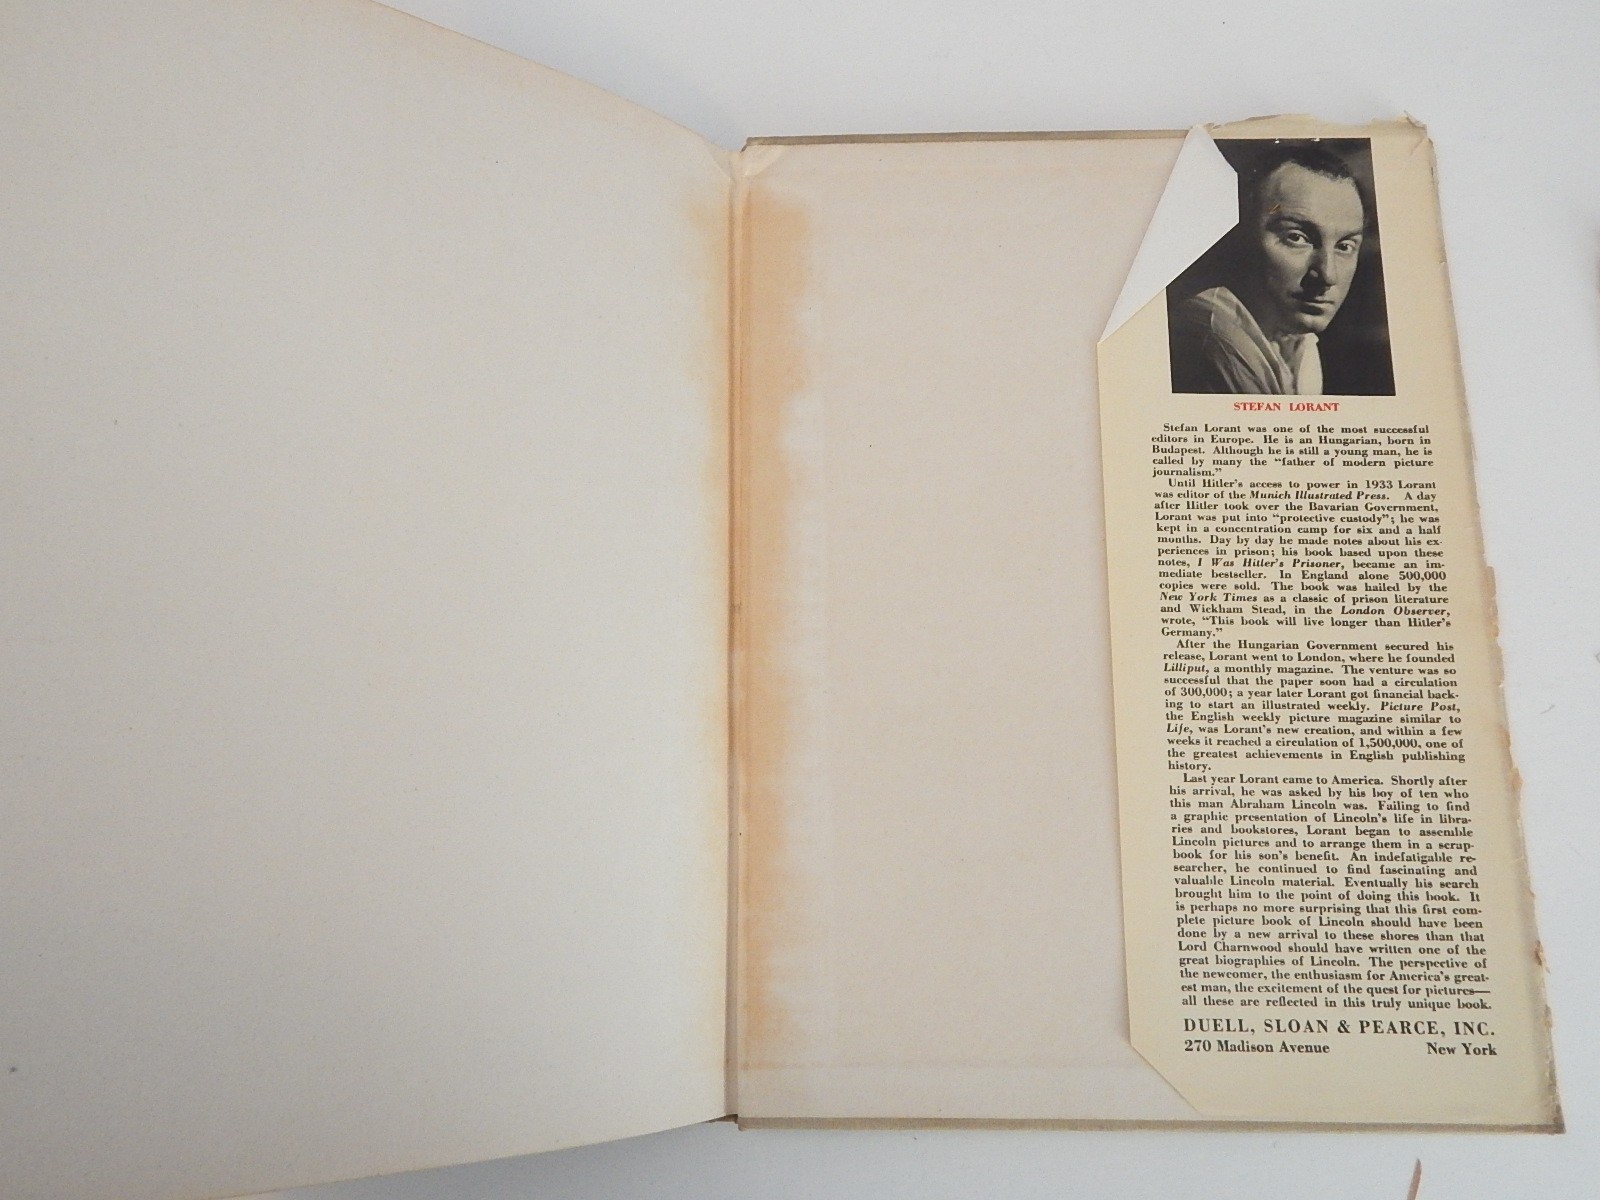 STEFAN LORANT
Stefan Lorant was one of the most successful
editors in Europe. He is an Hungarian, born in
Budapest. Although he is still a young man, he is
called by many the "father of modern picture
journalism."
Until Hitler's access to power in 1933 Lorant
was editor of the Munich Illustrated Press. A day
after Hitler took over the Bavarian Government,
Lorant was put into "protective custody"; he was
kept in a concentration camp for six and a half
months. Day by day he made notes about his ex-
periences in prison; his book based upon these
notes, I Was Hitler's Prisoner, became an im-
mediate bestseller. In England alone 500,000
copies were sold. The book was hailed by the
New York Times as a classic of prison literature
and Wickham Stead, in the London Observer,
wrote, "This book will live longer than Hitler's
Germany."
After the Hungarian Government secured his
release, Lorant went to London, where he founded
Lilliput, a monthly magazine. The venture was so
successful that the paper soon had a circulation
of 300,000; a year later Lorant got financial back-
ing to start an illustrated weekly. Picture Post,
the English weekly picture magazine similar to
Life, was Lorant's new creation, and within a few
weeks it reached a circulation of 1,500,000, one of
the greatest achievements in English publishing
history.
Last year Lorant came to America. Shortly after
his arrival, he was asked by his boy of ten who
this man Abraham Lincoln was. Failing to find
a graphic presentation of Lincoln's life in libra-
ries and bookstores, Lorant began to assemble
Lincoln pictures and to arrange them in a scrap-
book for his son's benefit. An indefatigable re-
searcher, he continued to find fascinating and
valuable Lincoln material. Eventually his search
brought him to the point of doing this book. It
is perhaps no more surprising that this first com-
plete picture book of Lincoln should have been
done by a new arrival to these shores than that
Lord Charnwood should have written one of the
great biographies of Lincoln. The perspective of
the newcomer, the enthusiasm for America's great-
est man, the excitement of the quest for pictures—
all these are reflected in this truly unique book.
DUELL, SLOAN & PEARCE, INC.
270 Madison Avenue New York